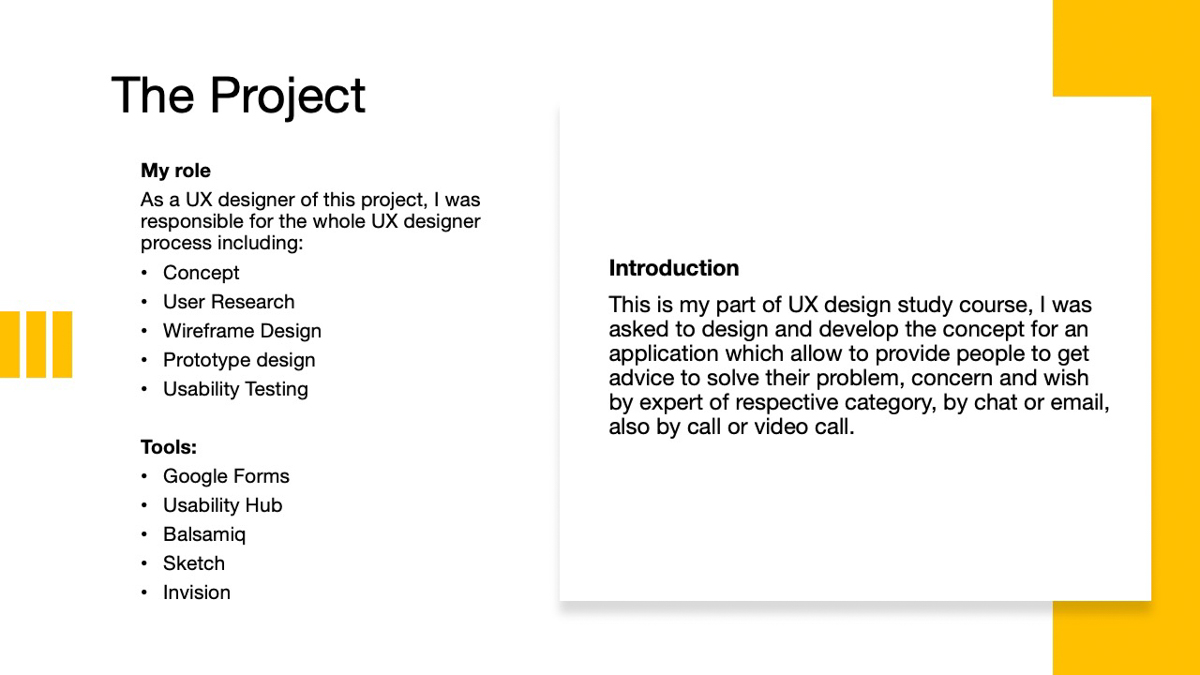 The Project
My role
As a UX designer of this project, I was
responsible for the whole UX designer
process including:
• Concept
• User Research
• Wireframe Design
• Prototype design
• Usability Testing
Tools:
• Google Forms
• Usability Hub
• Balsamiq
• Sketch
• Invision
Introduction
This is my part of UX design study course, I was
asked to design and develop the concept for an
application which allow to provide people to get
advice to solve their problem, concern and wish
by expert of respective category, by chat or email,
also by call or video call.